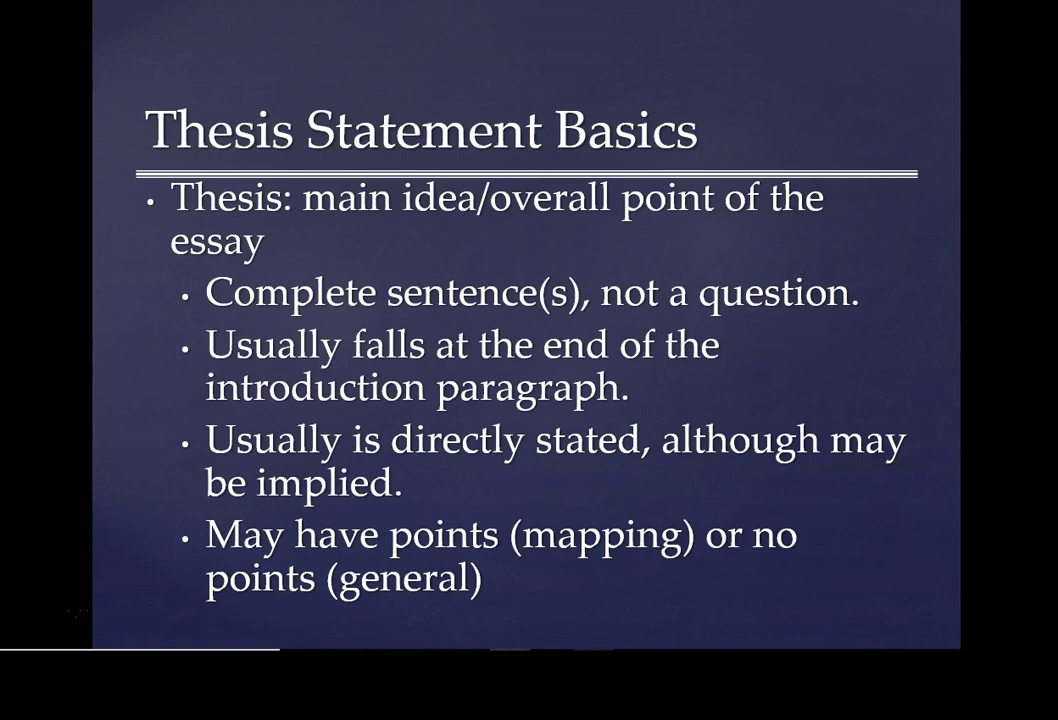 Thesis Statement Basics
• Thesis: main idea/overall point of the
essay
• Complete sentence(s), not a question.
• Usually falls at the end of the
introduction paragraph.
• Usually is directly stated, although may
be implied.
• May have points (mapping) or no
points (general)